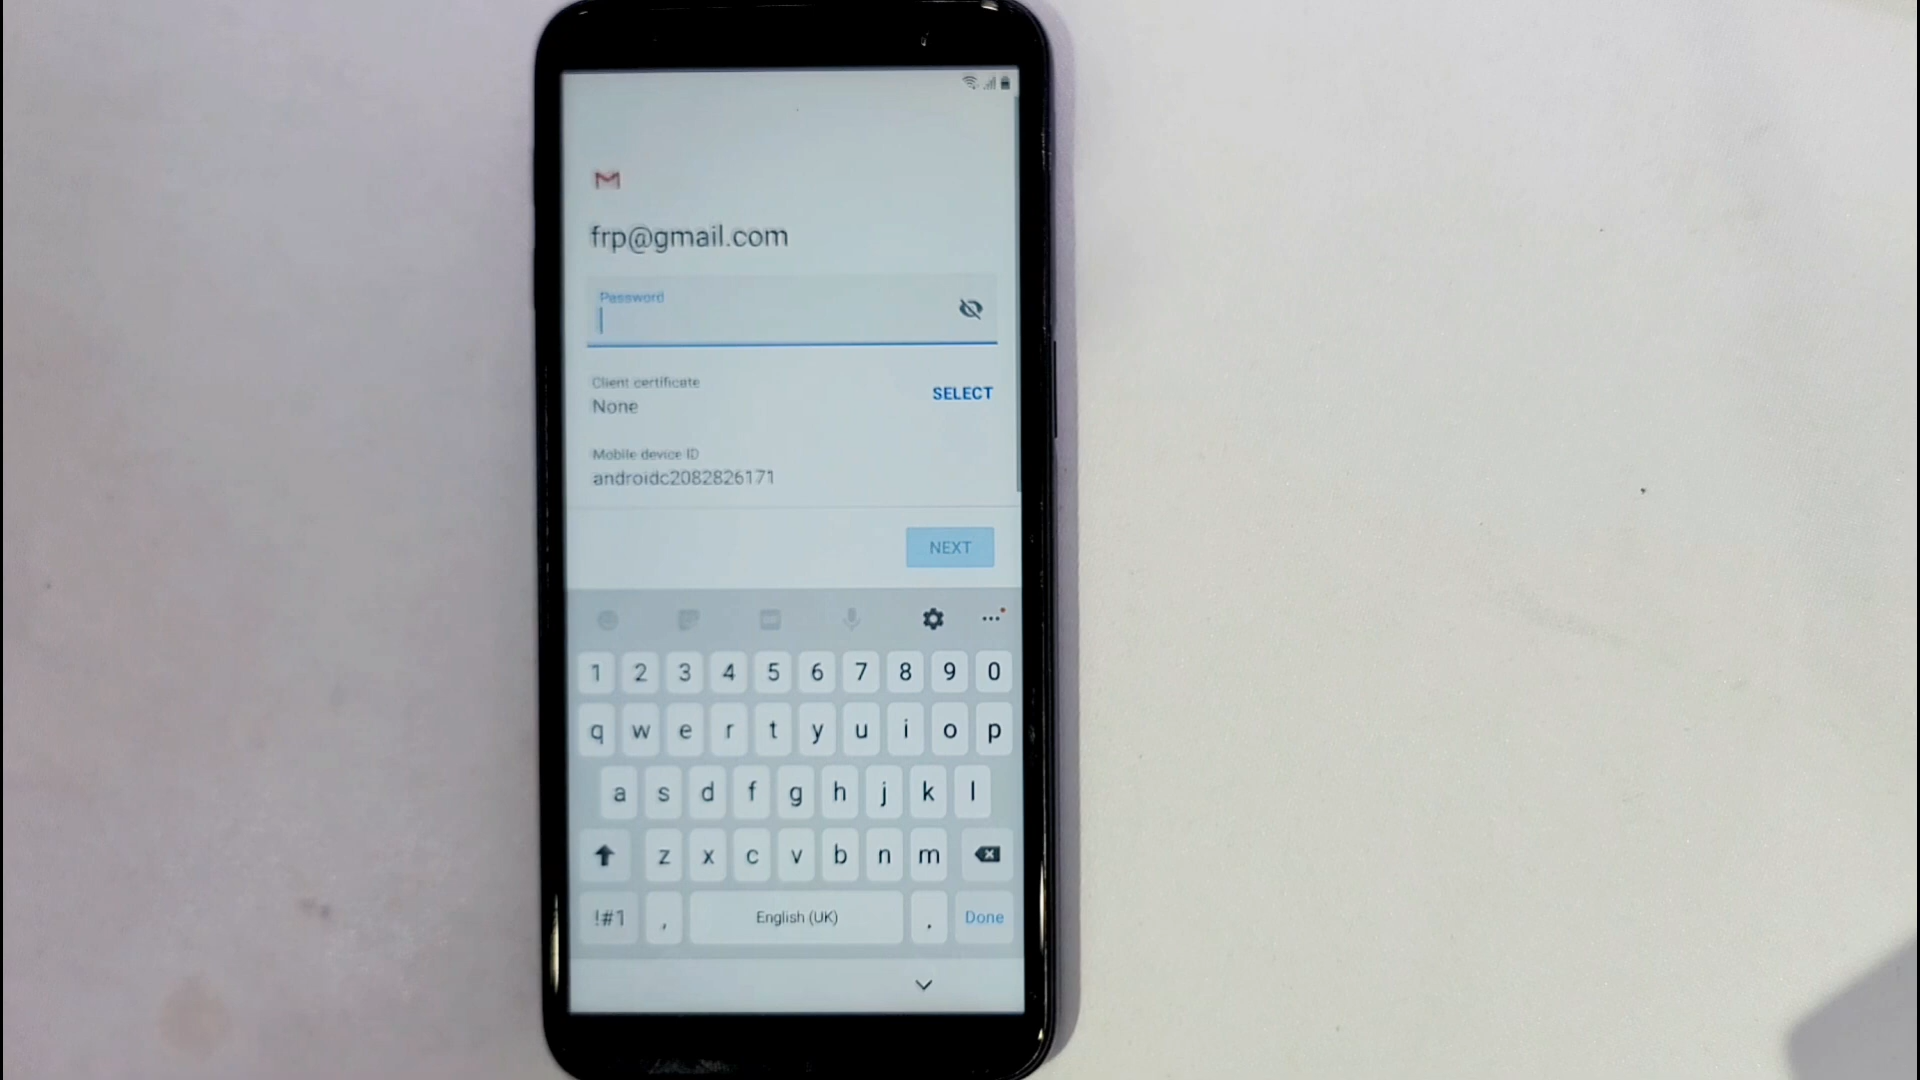 frp@gmail.com
Password
Client certificate
None
SELECT
Mobile device ID
androidc2082826171
NEXT
1 2 3 4 5 6 7 8 9 0
q w e r t y u i o p
a s d f g h j k l
z x c v b n m
!#1 , English (UK) . Done